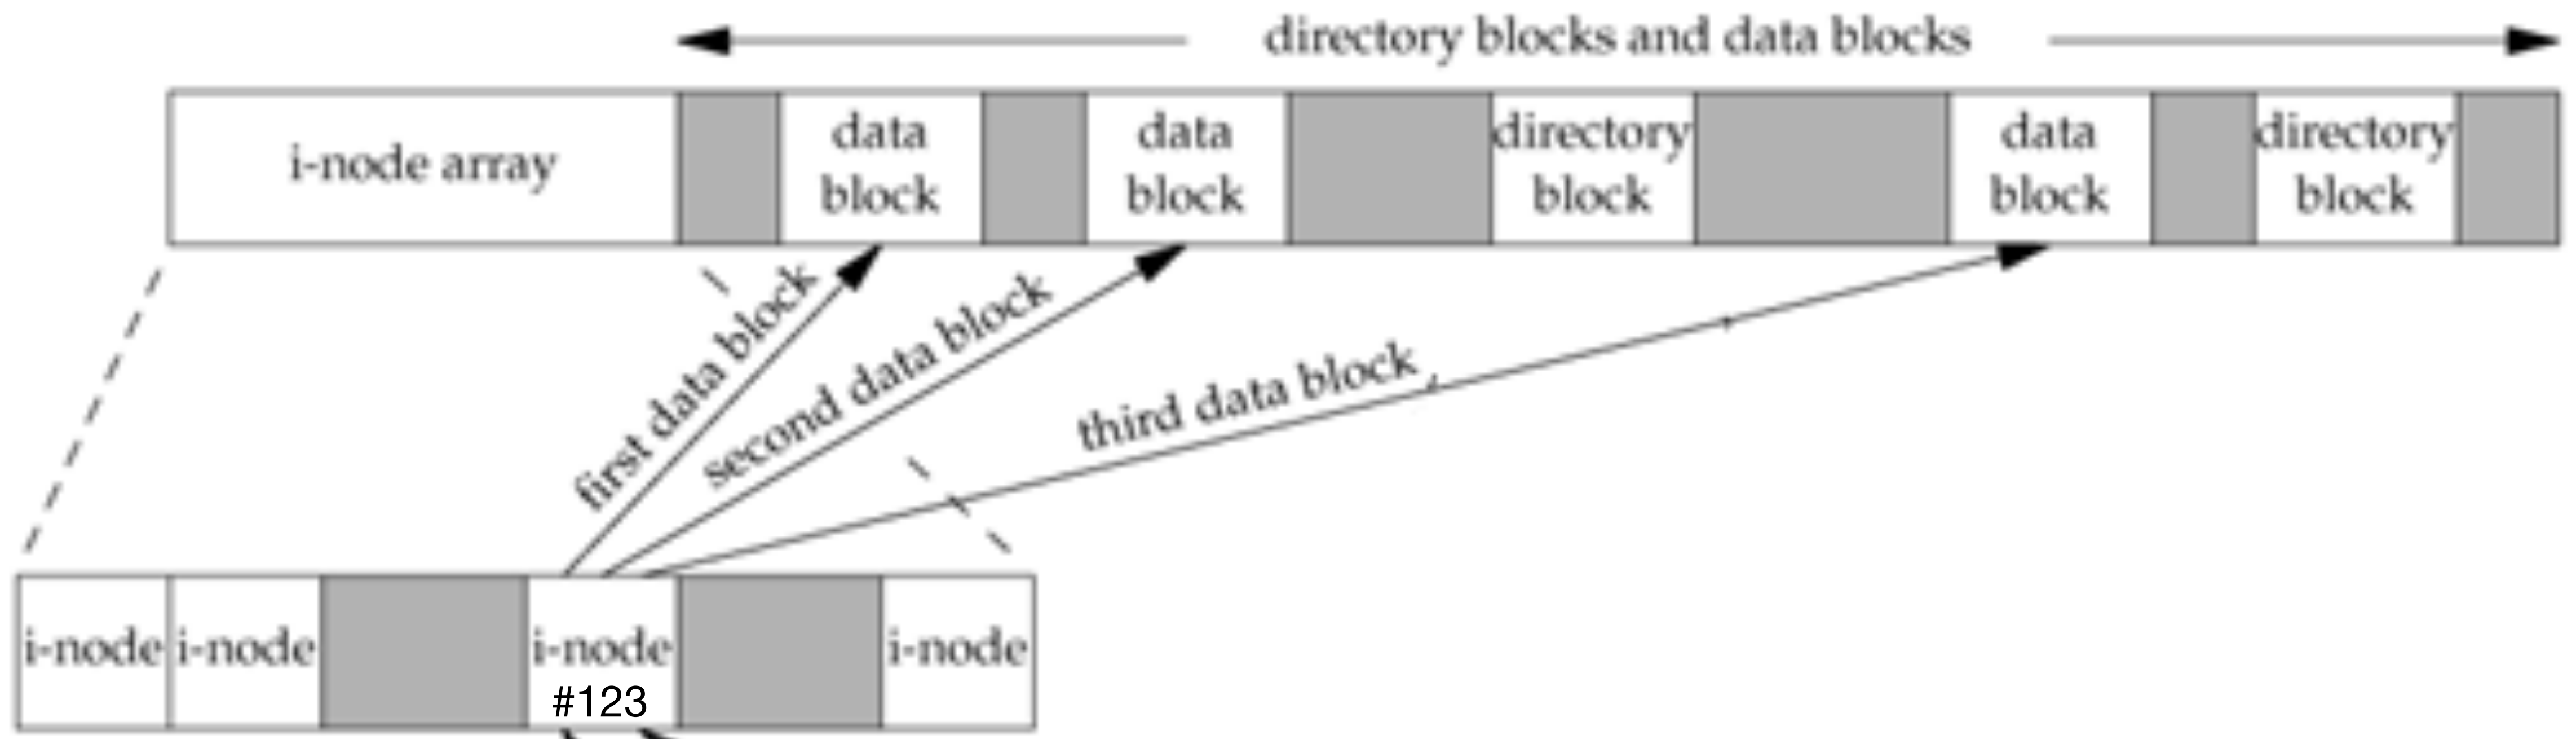 directory blocks and data blocks
i-node array
data
block
data
block
directory
block
data
block
directory
block
first data block
second data block
third data block
i-node
i-node
i-node
#123
i-node